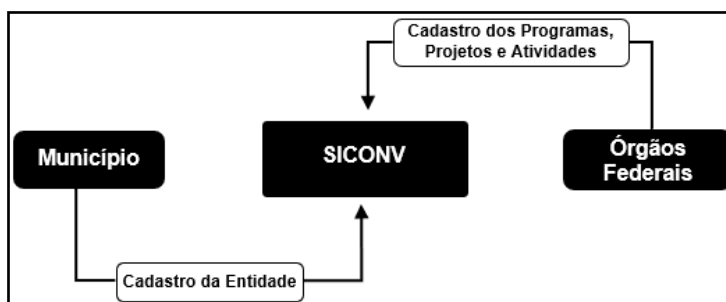 Cadastro dos Programas,
Projetos e Atividades
Município
SICONV
Órgãos
Federais
Cadastro da Entidade